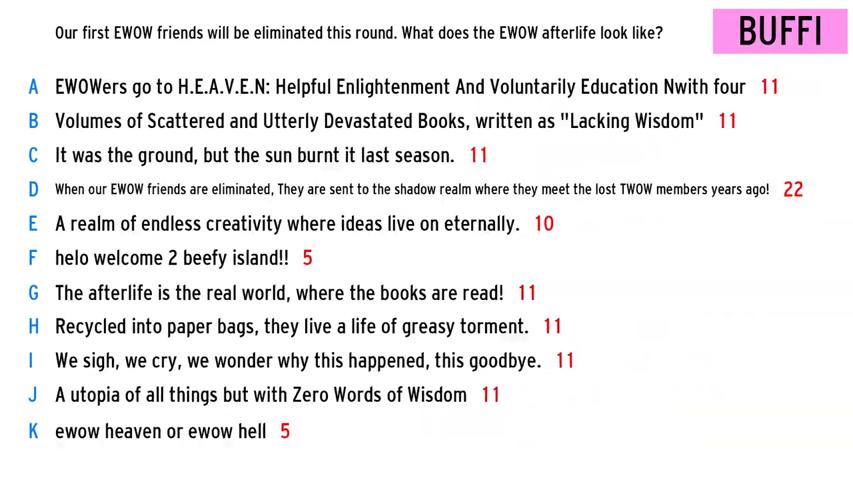 Our first EWOW friends will be eliminated this round. What does the EWOW afterlife look like?
BUFFI
A EWOWers go to H.E.A.V.E.N: Helpful Enlightenment And Voluntarily Education Nwith four 11
B Volumes of Scattered and Utterly Devastated Books, written as "Lacking Wisdom" 11
C It was the ground, but the sun burnt it last season. 11
D When our EWOW friends are eliminated, They are sent to the shadow realm where they meet the lost TWOW members years ago! 22
E A realm of endless creativity where ideas live on eternally. 10
F helo welcome 2 beefy island!! 5
G The afterlife is the real world, where the books are read! 11
H Recycled into paper bags, they live a life of greasy torment. 11
I We sigh, we cry, we wonder why this happened, this goodbye. 11
J A utopia of all things but with Zero Words of Wisdom 11
K ewow heaven or ewow hell 5